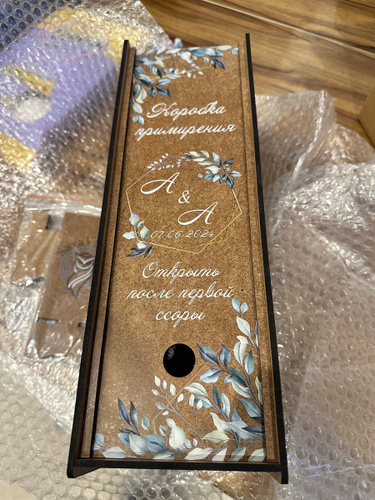 Коробка
примирения
А
&
А
07.06.2024
Открыть
после первой
ссоры